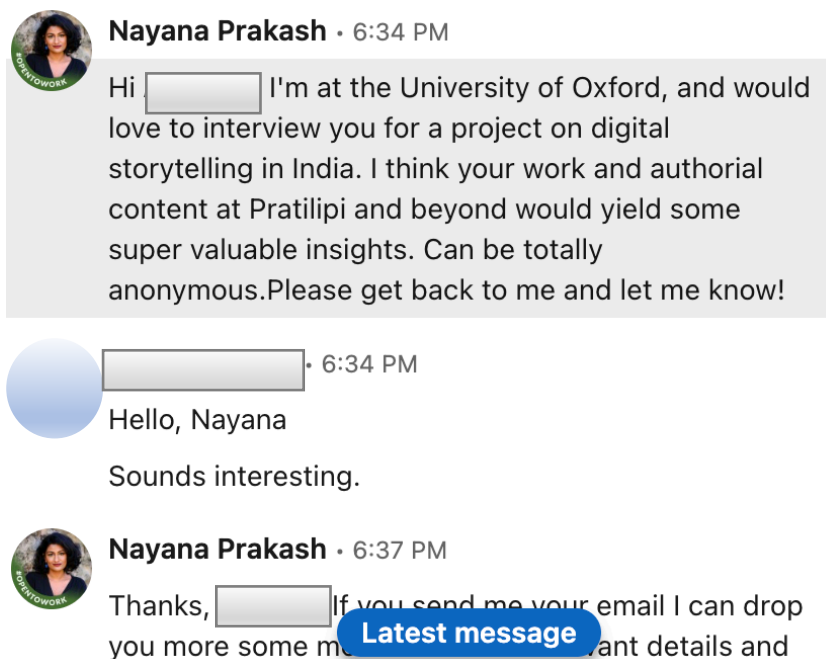 Nayana Prakash • 6:34 PM
Hi I'm at the University of Oxford, and would
love to interview you for a project on digital
storytelling in India. I think your work and authorial
content at Pratilipi and beyond would yield some
super valuable insights. Can be totally
anonymous.Please get back to me and let me know!
#OPENTOWORK
• 6:34 PM
Hello, Nayana
Sounds interesting.
Nayana Prakash • 6:37 PM
#OPENTOWORK
Thanks, If you send me your email I can drop
you more some details and
Latest message